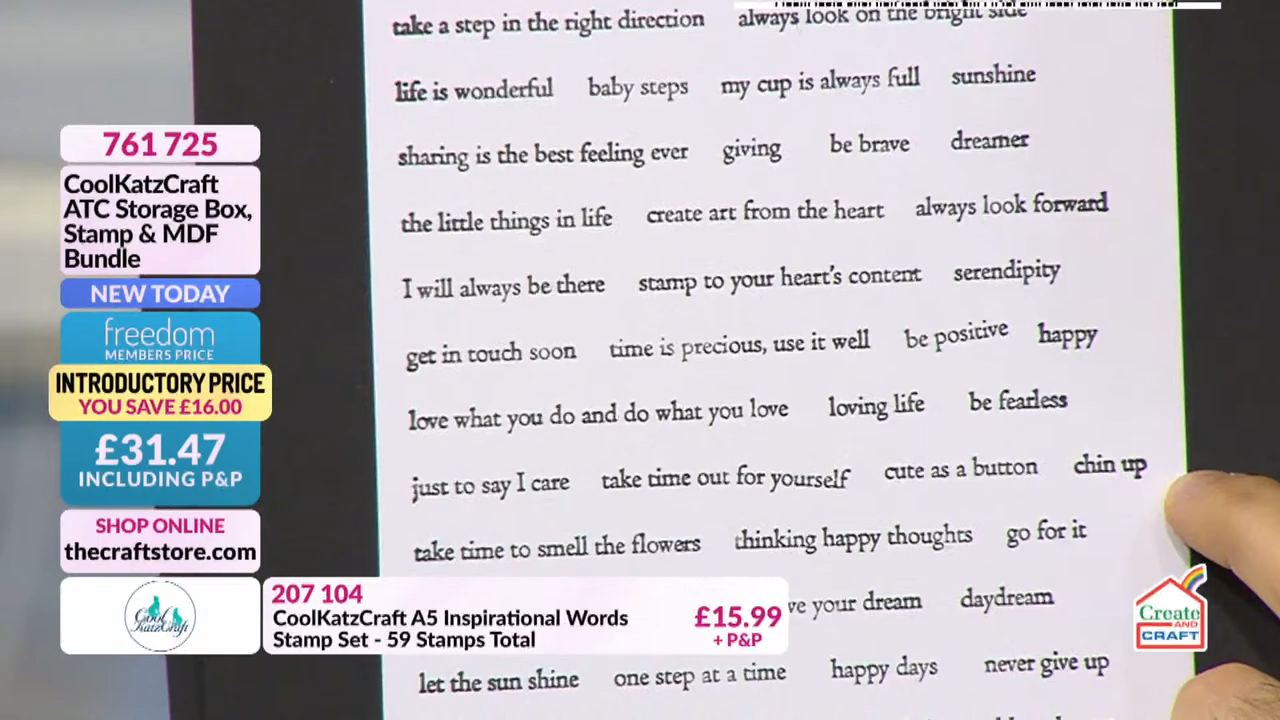 take a step in the right direction always look on the bright side
life is wonderful baby steps my cup is always full sunshine
sharing is the best feeling ever giving be brave dreamer
the little things in life create art from the heart always look forward
I will always be there stamp to your heart's content serendipity
get in touch soon time is precious, use it well be positive happy
love what you do and do what you love loving life be fearless
just to say I care take time out for yourself cute as a button chin up
take time to smell the flowers thinking happy thoughts go for it
your dream daydream
let the sun shine one step at a time happy days never give up
761 725
CoolKatzCraft
ATC Storage Box,
Stamp & MDF
Bundle
NEW TODAY
freedom
MEMBERS PRICE
INTRODUCTORY PRICE
YOU SAVE £16.00
£31.47
INCLUDING P&P
SHOP ONLINE
thecraftstore.com
Cool
KatzCraft
207 104
CoolKatzCraft A5 Inspirational Words
Stamp Set - 59 Stamps Total
£15.99
+ P&P
Create
AND
CRAFT